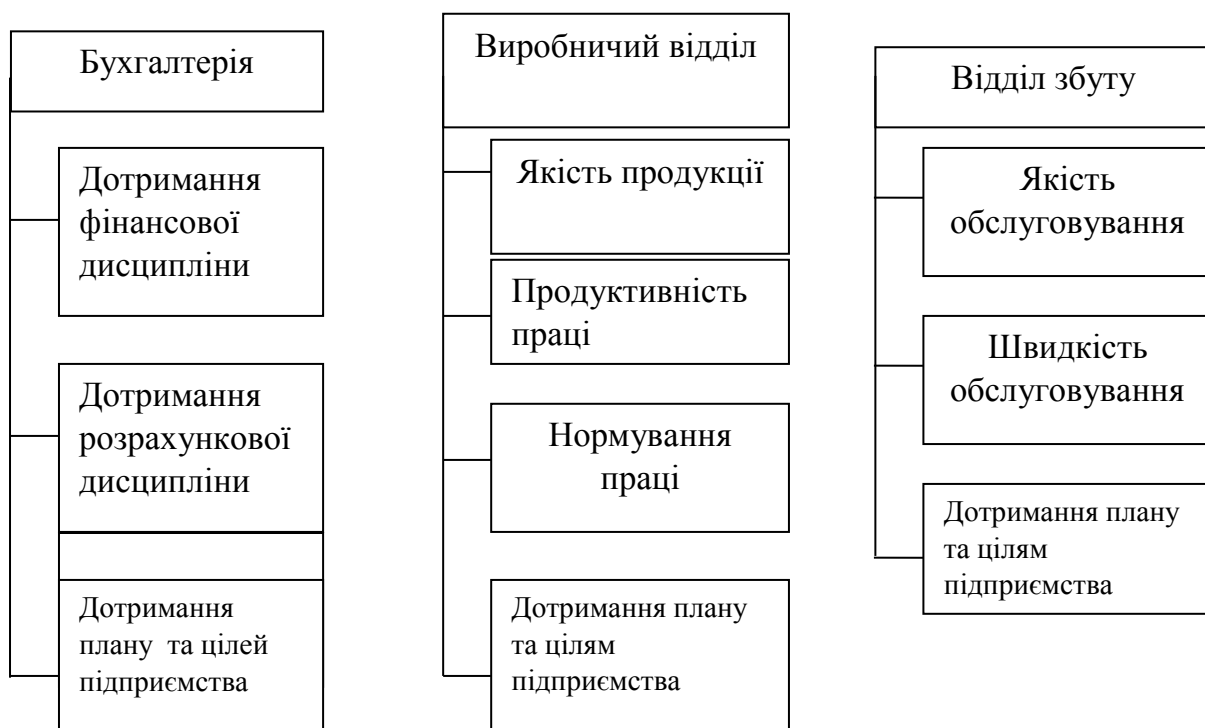 Бухгалтерія
Дотримання
фінансової
дисципліни
Дотримання
розрахункової
дисципліни
Дотримання
плану та цілей
підприємства
Виробничий відділ
Якість продукції
Продуктивність
праці
Нормування
праці
Дотримання плану
та цілям
підприємства
Відділ збуту
Якість
обслуговування
Швидкість
обслуговування
Дотримання плану
та цілям
підприємства